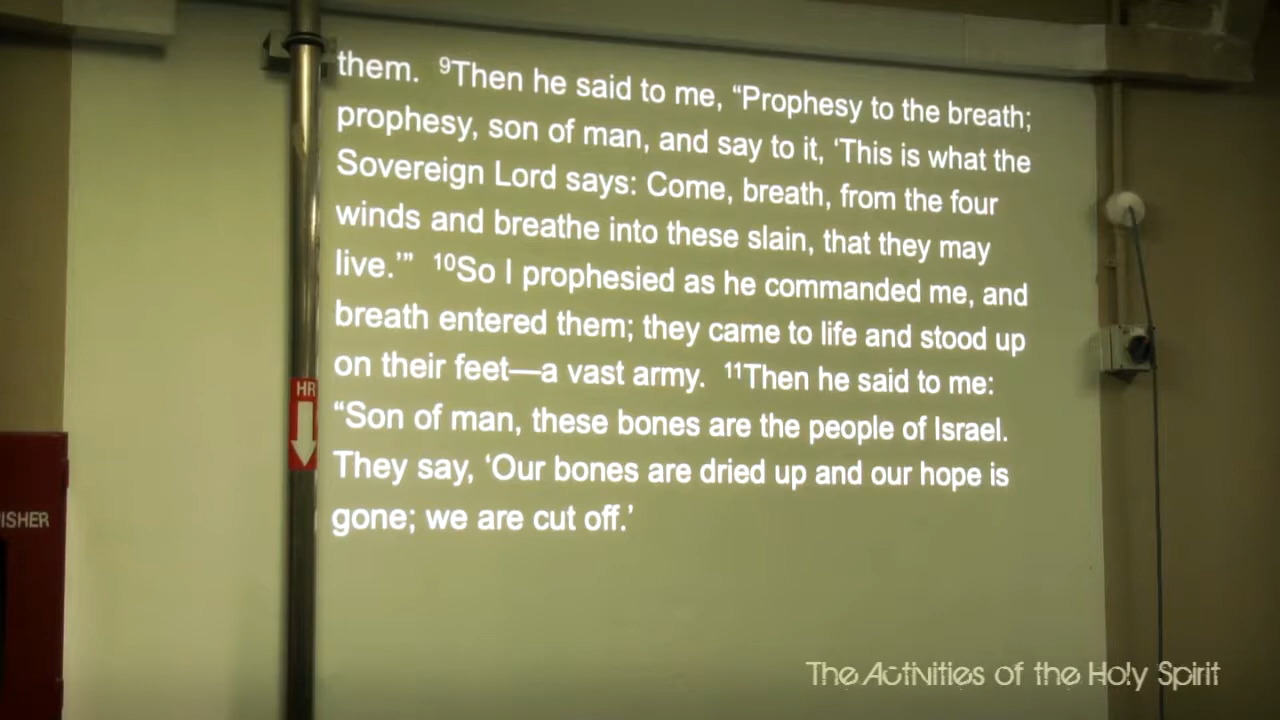 them. ⁹Then he said to me, “Prophesy to the breath;
prophesy, son of man, and say to it, ‘This is what the
Sovereign Lord says: Come, breath, from the four
winds and breathe into these slain, that they may
live.’” ¹⁰So I prophesied as he commanded me, and
breath entered them; they came to life and stood up
on their feet—a vast army. ¹¹Then he said to me:
“Son of man, these bones are the people of Israel.
They say, ‘Our bones are dried up and our hope is
gone; we are cut off.’
HR
ISHER
The Activities of the Holy Spirit